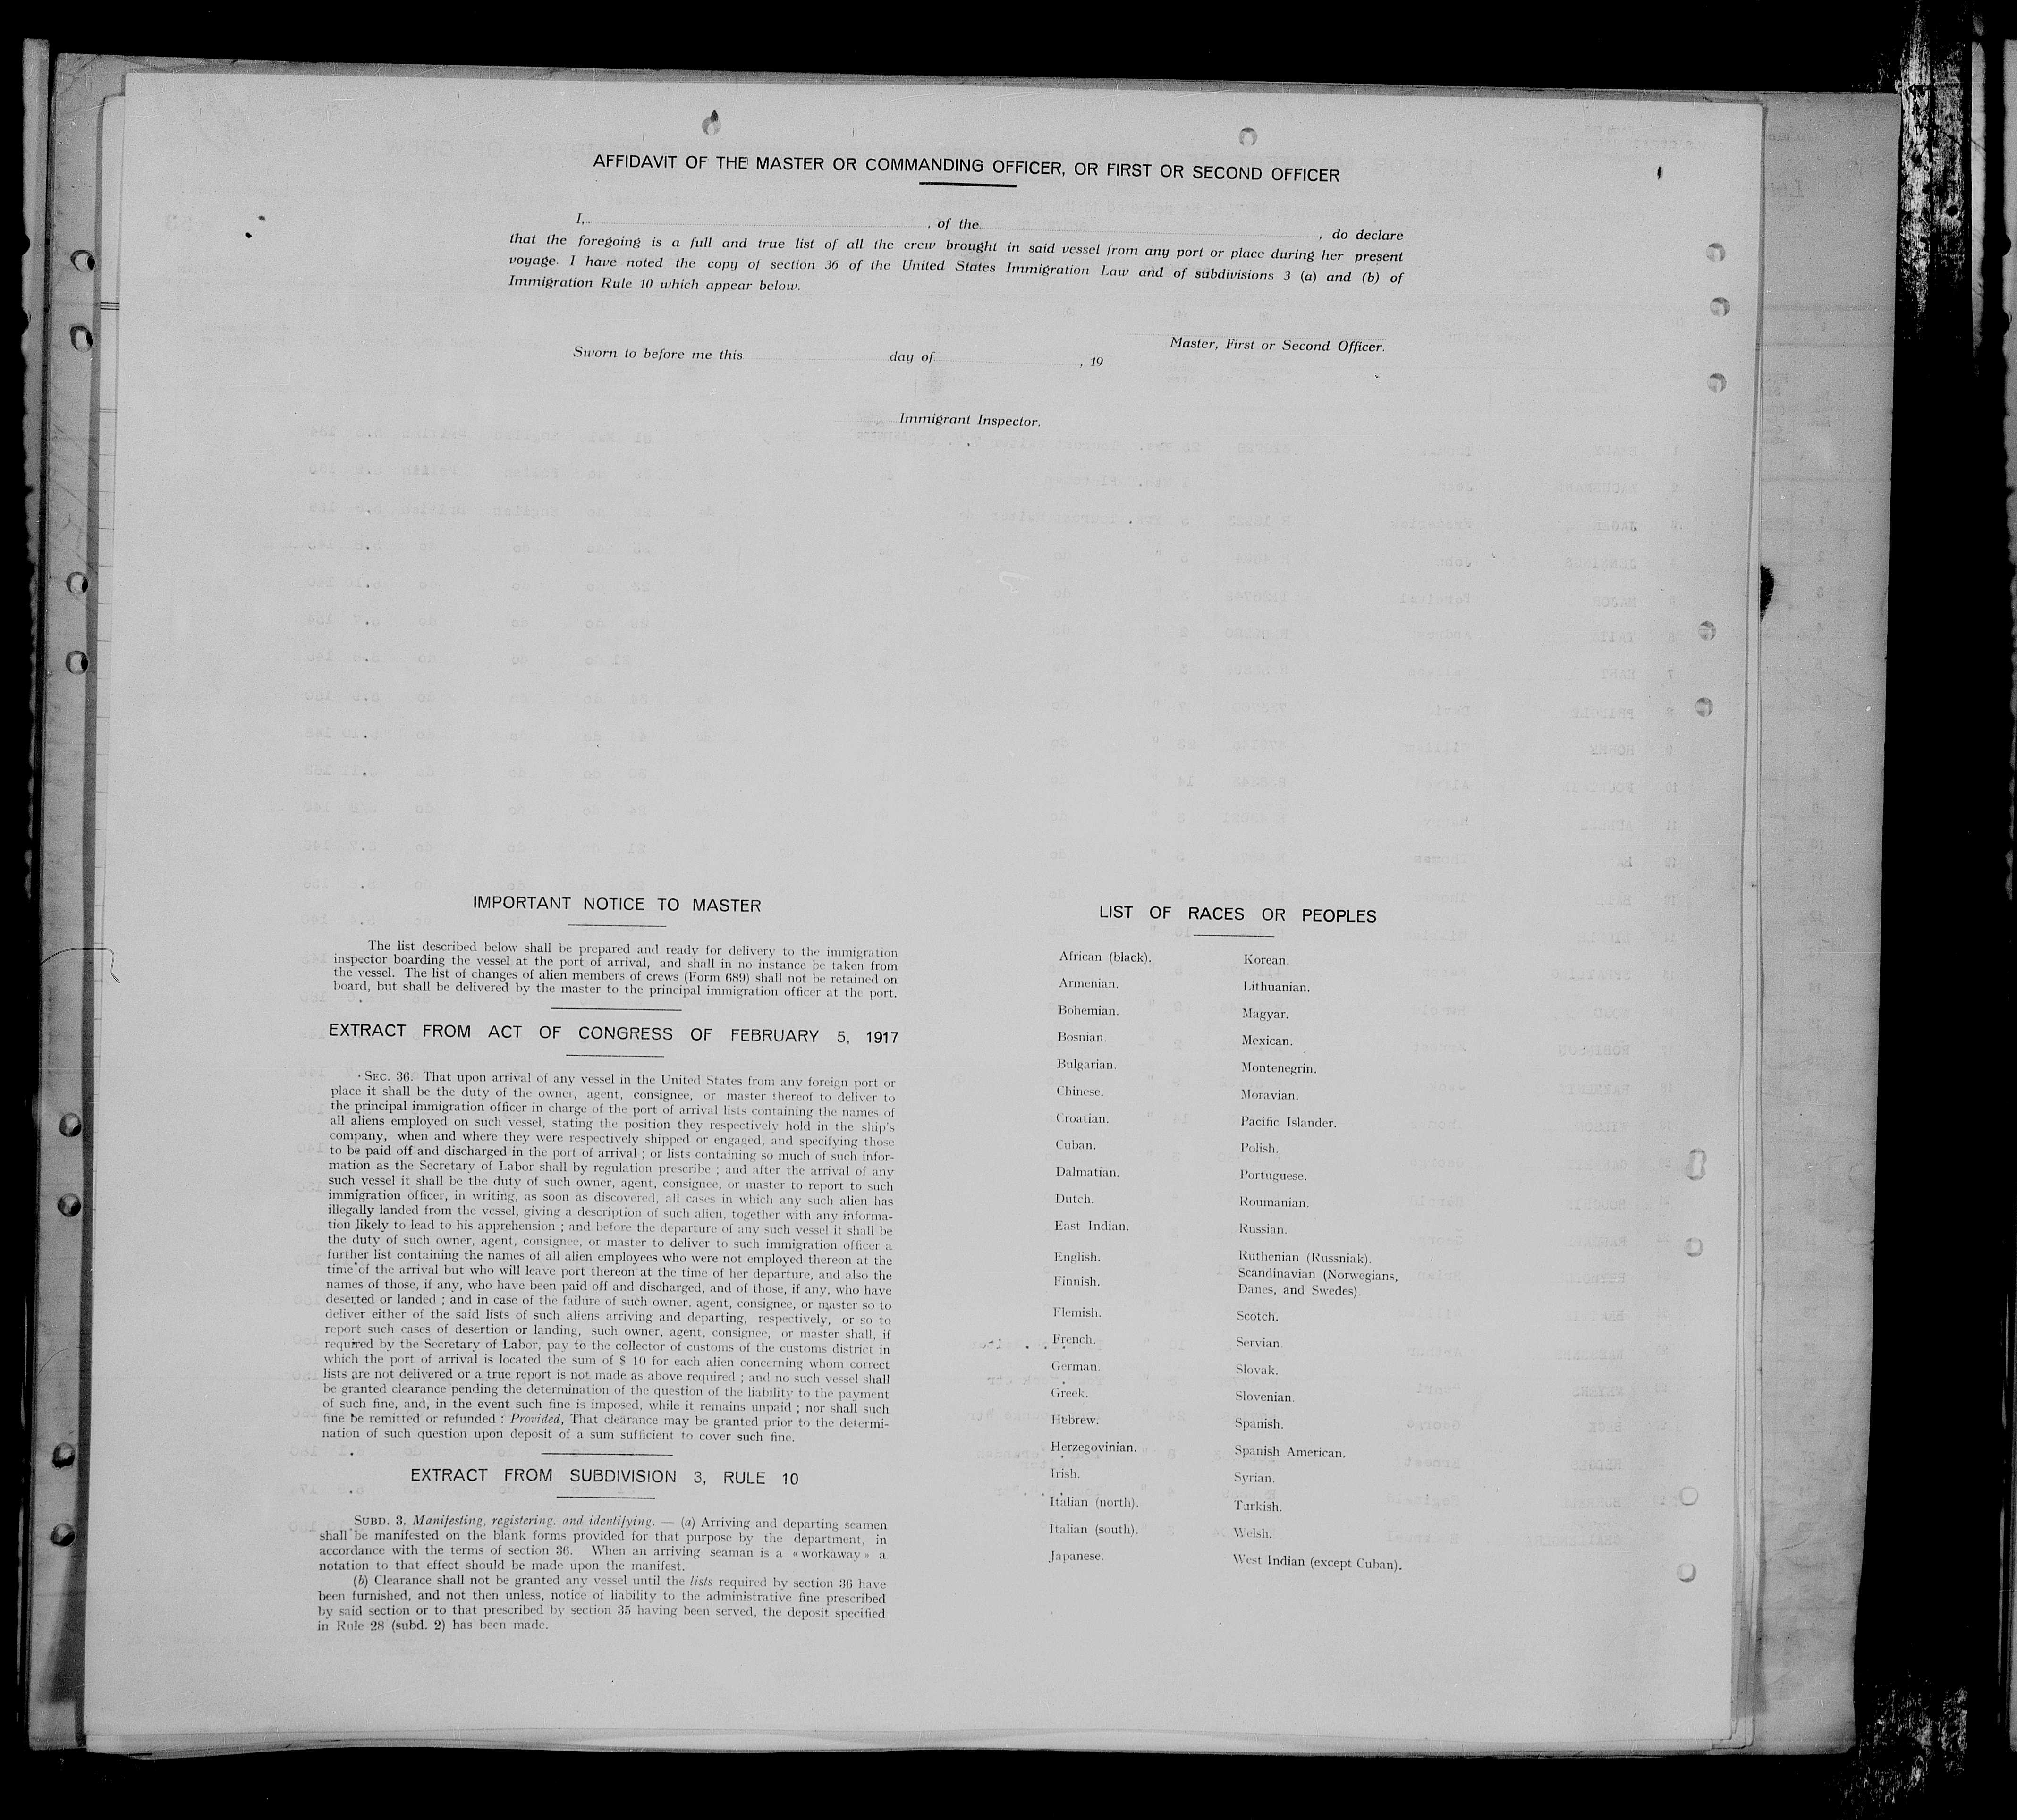 AFFIDAVIT OF THE MASTER OR COMMANDING OFFICER, OR FIRST OR SECOND OFFICER
I, , of the , do declare
that the foregoing is a full and true list of all the crew brought in said vessel from any port or place during her present
voyage. I have noted the copy of section 36 of the United States Immigration Law and of subdivisions 3 (a) and (b) of
Immigration Rule 10 which appear below.
Master, First or Second Officer.
Sworn to before me this day of , 19
Immigrant Inspector.
IMPORTANT NOTICE TO MASTER
The list described below shall be prepared and ready for delivery to the immigration
inspector boarding the vessel at the port of arrival, and shall in no instance be taken from
the vessel. The list of changes of alien members of crews (Form 689) shall not be retained on
board, but shall be delivered by the master to the principal immigration officer at the port.
EXTRACT FROM ACT OF CONGRESS OF FEBRUARY 5, 1917
SEC. 36. That upon arrival of any vessel in the United States from any foreign port or
place it shall be the duty of the owner, agent, consignee, or master thereof to deliver to
the principal immigration officer in charge of the port of arrival lists containing the names of
all aliens employed on such vessel, stating the position they respectively hold in the ship's
company, when and where they were respectively shipped or engaged, and specifying those
to be paid off and discharged in the port of arrival ; or lists containing so much of such infor-
mation as the Secretary of Labor shall by regulation prescribe ; and after the arrival of any
such vessel it shall be the duty of such owner, agent, consignee, or master to report to such
immigration officer, in writing, as soon as discovered, all cases in which any such alien has
illegally landed from the vessel, giving a description of such alien, together with any informa-
tion likely to lead to his apprehension ; and before the departure of any such vessel it shall be
the duty of such owner, agent, consignee, or master to deliver to such immigration officer a
further list containing the names of all alien employees who were not employed thereon at the
time of the arrival but who will leave port thereon at the time of her departure, and also the
names of those, if any, who have been paid off and discharged, and of those, if any, who have
deserted or landed ; and in case of the failure of such owner, agent, consignee, or master so to
deliver either of the said lists of such aliens arriving and departing, respectively, or so to
report such cases of desertion or landing, such owner, agent, consignee, or master shall, if
required by the Secretary of Labor, pay to the collector of customs of the customs district in
which the port of arrival is located the sum of $ 10 for each alien concerning whom correct
lists are not delivered or a true report is not made as above required ; and no such vessel shall
be granted clearance pending the determination of the question of the liability to the payment
of such fine, and, in the event such fine is imposed, while it remains unpaid ; nor shall such
fine be remitted or refunded : Provided, That clearance may be granted prior to the determi-
nation of such question upon deposit of a sum sufficient to cover such fine.
EXTRACT FROM SUBDIVISION 3, RULE 10
SUBD. 3. Manifesting, registering, and identifying. — (a) Arriving and departing seamen
shall be manifested on the blank forms provided for that purpose by the department, in
accordance with the terms of section 36. When an arriving seaman is a « workaway » a
notation to that effect should be made upon the manifest.
(b) Clearance shall not be granted any vessel until the lists required by section 36 have
been furnished, and not then unless, notice of liability to the administrative fine prescribed
by said section or to that prescribed by section 35 having been served, the deposit specified
in Rule 28 (subd. 2) has been made.
LIST OF RACES OR PEOPLES
African (black).
Armenian.
Bohemian.
Bosnian.
Bulgarian.
Chinese.
Croatian.
Cuban.
Dalmatian.
Dutch.
East Indian.
English.
Finnish.
Flemish.
French.
German.
Greek.
Hebrew.
Herzegovinian.
Irish.
Italian (north).
Italian (south).
Japanese.
Korean.
Lithuanian.
Magyar.
Mexican.
Montenegrin.
Moravian.
Pacific Islander.
Polish.
Portuguese.
Roumanian.
Russian.
Ruthenian (Russniak).
Scandinavian (Norwegians,
Danes, and Swedes).
Scotch.
Servian.
Slovak.
Slovenian.
Spanish.
Spanish American.
Syrian.
Turkish.
Welsh.
West Indian (except Cuban).